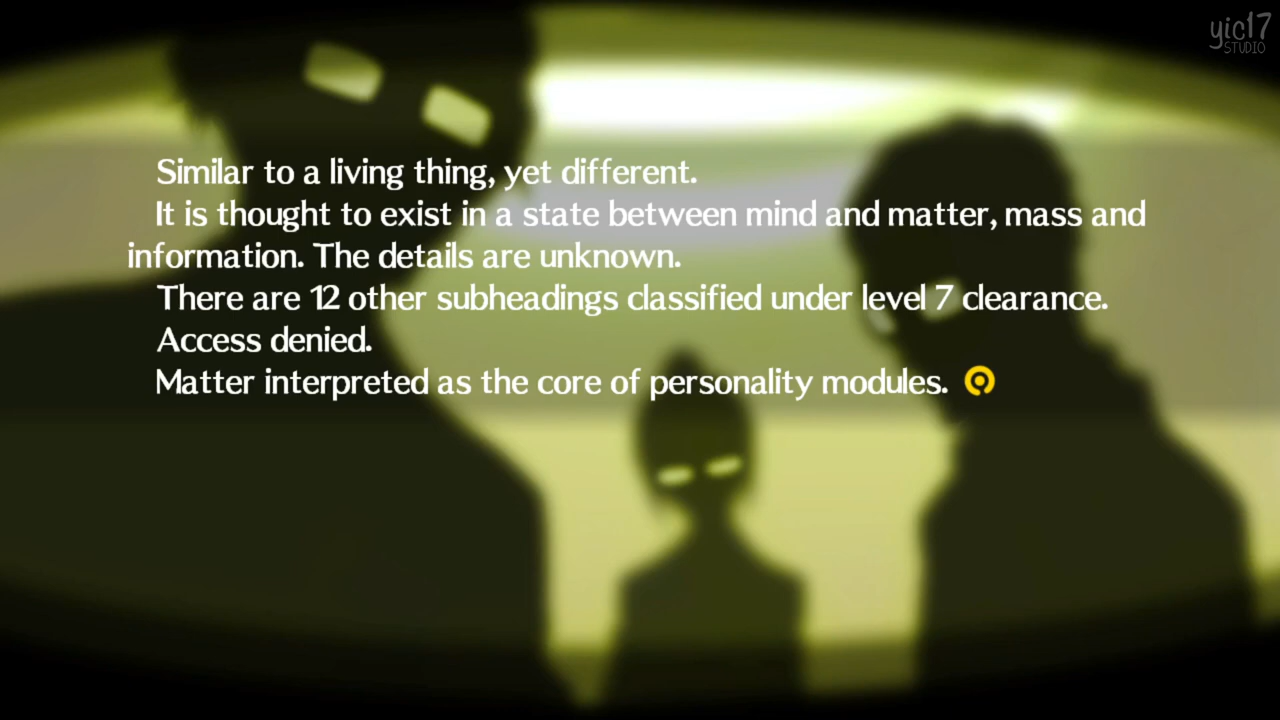 yic17
STUDIO
Similar to a living thing, yet different.
It is thought to exist in a state between mind and matter, mass and
information. The details are unknown.
There are 12 other subheadings classified under level 7 clearance.
Access denied.
Matter interpreted as the core of personality modules.